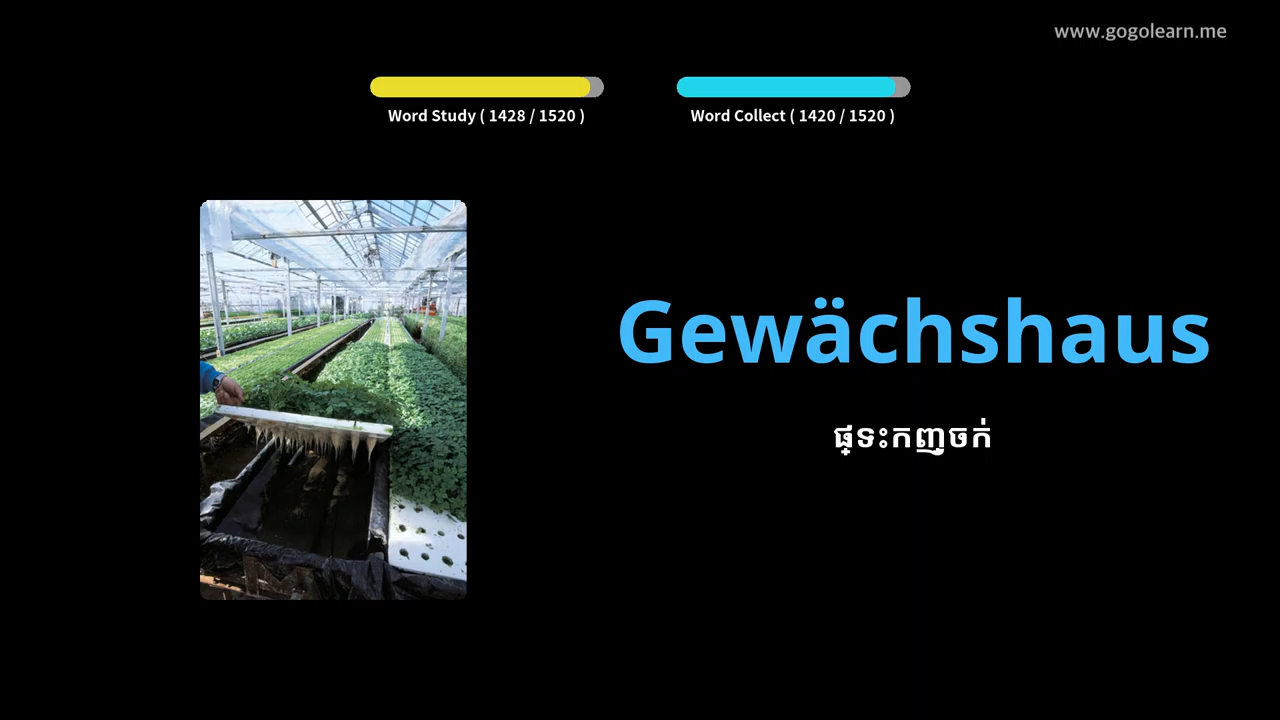 www.gogolearn.me
Word Study ( 1428 / 1520 )
Word Collect ( 1420 / 1520 )
Gewächshaus
ផ្ទះកញ្ចក់